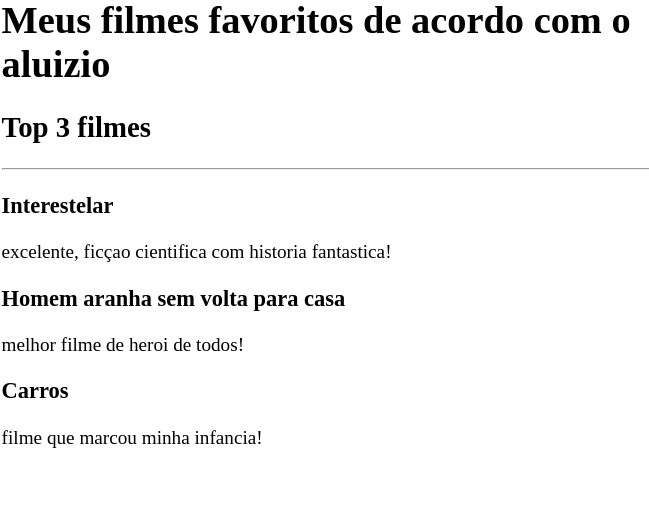 Meus filmes favoritos de acordo com o
aluizio
Top 3 filmes
Interestelar
excelente, ficçao cientifica com historia fantastica!
Homem aranha sem volta para casa
melhor filme de heroi de todos!
Carros
filme que marcou minha infancia!